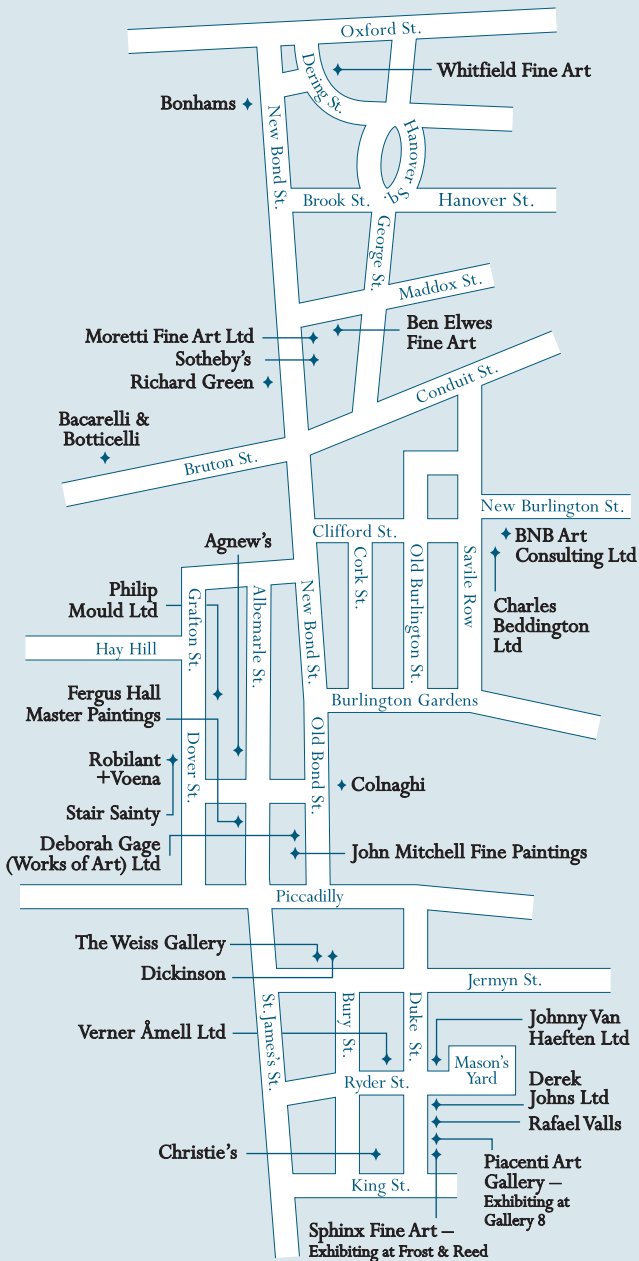 Oxford St.
Dering St.
Whitfield Fine Art
Bonhams
New Bond St.
Hanover Sq.
Brook St.
Hanover St.
George St.
Maddox St.
Moretti Fine Art Ltd
Ben Elwes
Fine Art
Sotheby's
Richard Green
Conduit St.
Bacarelli &
Botticelli
Bruton St.
New Burlington St.
Clifford St.
BNB Art
Consulting Ltd
Agnew's
Cork St.
Old Burlington St.
Savile Row
Philip
Mould Ltd
Grafton St.
Albemarle St.
New Bond St.
Charles
Beddington
Ltd
Hay Hill
Fergus Hall
Master Paintings
Burlington Gardens
Dover St.
Old Bond St.
Robilant
+Voena
Colnaghi
Stair Sainty
Deborah Gage
(Works of Art) Ltd
John Mitchell Fine Paintings
Piccadilly
The Weiss Gallery
Dickinson
Jermyn St.
St.James's St.
Bury St.
Duke St.
Verner Åmell Ltd
Johnny Van
Haeften Ltd
Mason's
Yard
Ryder St.
Derek
Johns Ltd
Rafael Valls
Christie's
Piacenti Art
Gallery –
Exhibiting at
Gallery 8
King St.
Sphinx Fine Art –
Exhibiting at Frost & Reed